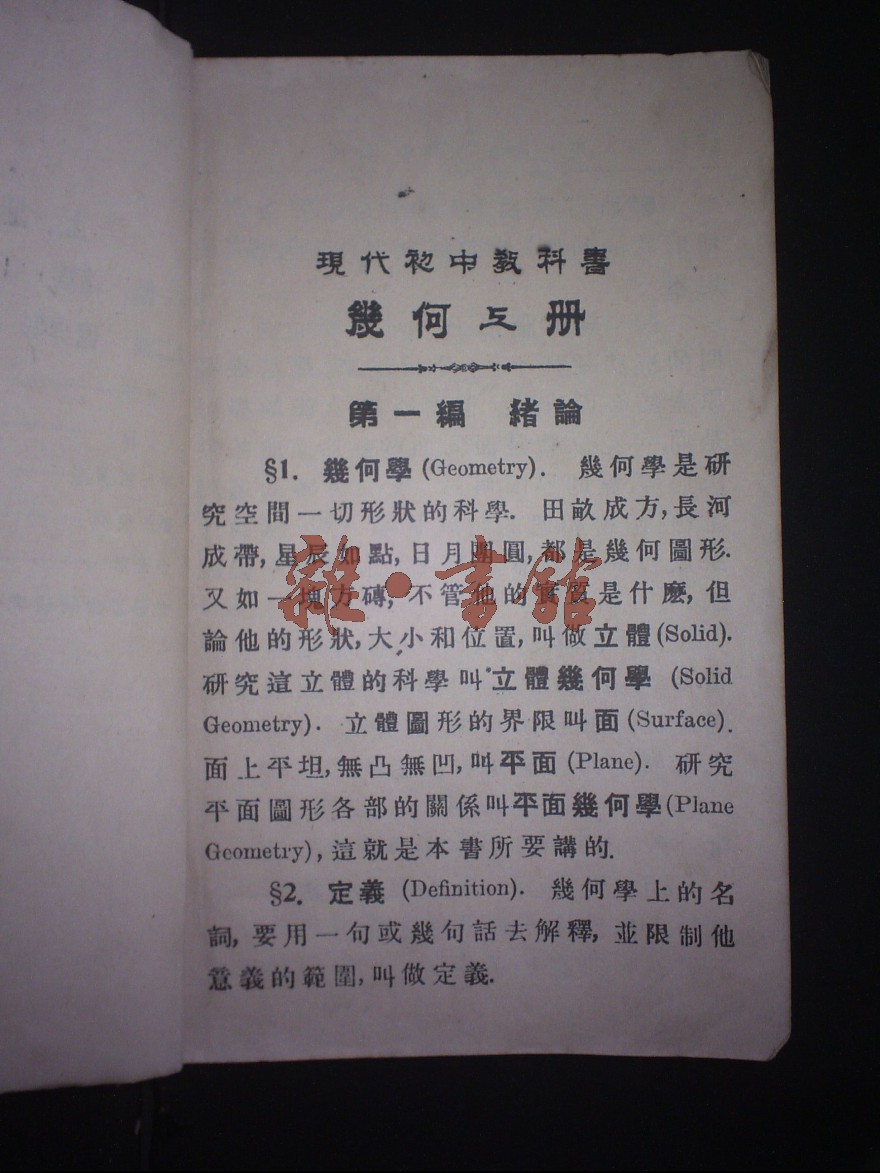 現代初中教科書
幾何上册
第一編 緒論
§1. 幾何學 (Geometry). 幾何學是研
究空間一切形狀的科學. 田畝成方, 長河
成帶, 星辰如點, 日月團圓, 都是幾何圖形.
又如一塊方磚, 不管他的實質是什麽, 但
論他的形狀, 大小和位置, 叫做立體 (Solid).
研究這立體的科學叫立體幾何學 (Solid
Geometry). 立體圖形的界限叫面 (Surface).
面上平坦, 無凸無凹, 叫平面 (Plane). 研究
平面圖形各部的關係叫平面幾何學 (Plane
Geometry), 這就是本書所要講的.
§2. 定義 (Definition). 幾何學上的名
詞, 要用一句或幾句話去解釋, 並限制他
意義的範圍, 叫做定義.
雜·書館